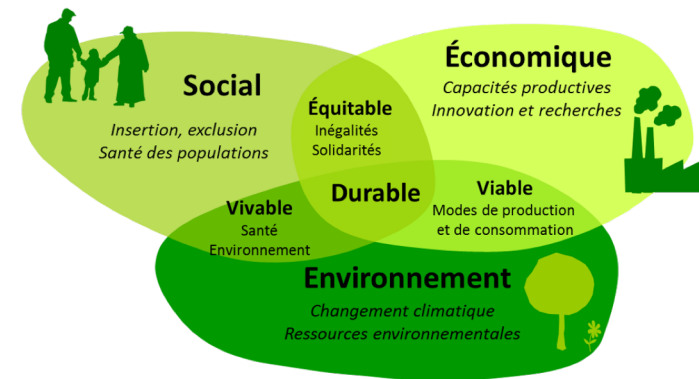 Social
Insertion, exclusion
Santé des populations
Économique
Capacités productives
Innovation et recherches
Équitable
Inégalités
Solidarités
Durable
Viable
Modes de production
et de consommation
Vivable
Santé
Environnement
Environnement
Changement climatique
Ressources environnementales